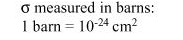 σ measured in barns:
1 barn = 10⁻²⁴ cm²